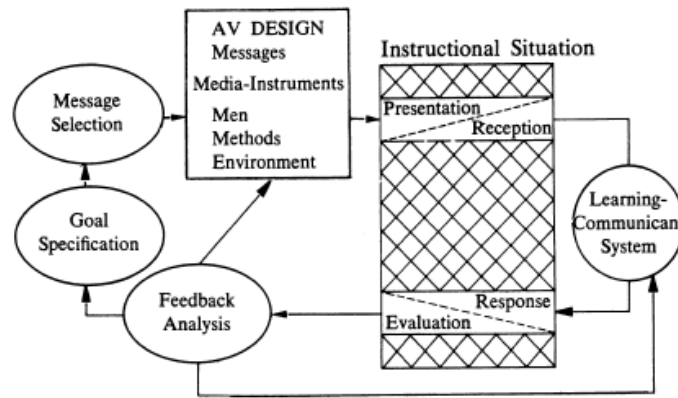 AV DESIGN
Messages
Media-Instruments
Men
Methods
Environment
Instructional Situation
Message
Selection
Presentation
Reception
Goal
Specification
Learning-
Communicant
System
Feedback
Analysis
Response
Evaluation